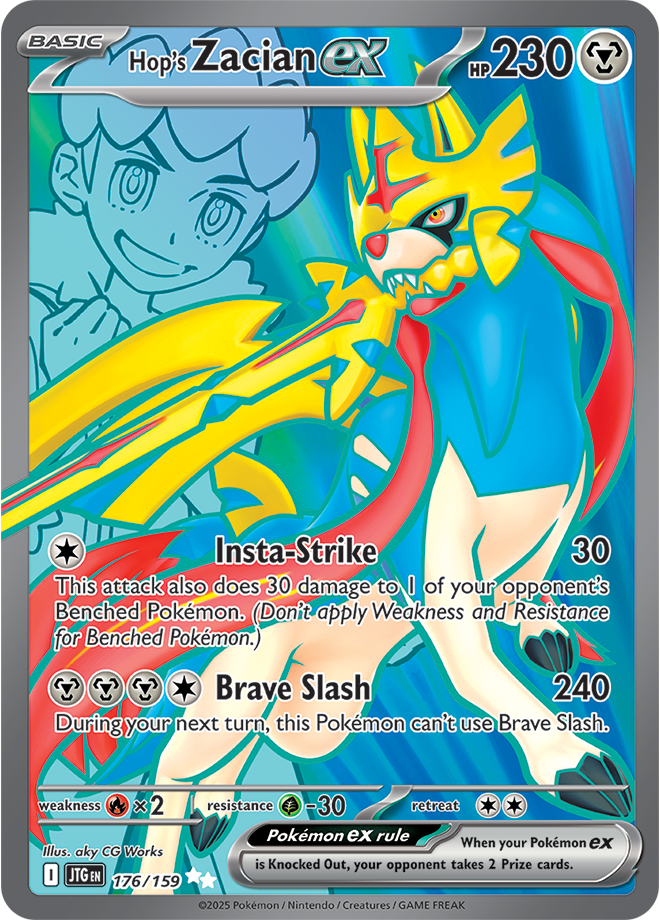 BASIC
Hop's Zacian ex HP 230
Insta-Strike 30
This attack also does 30 damage to 1 of your opponent's
Benched Pokémon. (Don't apply Weakness and Resistance
for Benched Pokémon.)
Brave Slash 240
During your next turn, this Pokémon can't use Brave Slash.
weakness ×2 resistance -30 retreat
Illus. aky CG Works
Pokémon ex rule When your Pokémon ex
is Knocked Out, your opponent takes 2 Prize cards.
I JTG EN 176/159
©2025 Pokémon / Nintendo / Creatures / GAME FREAK